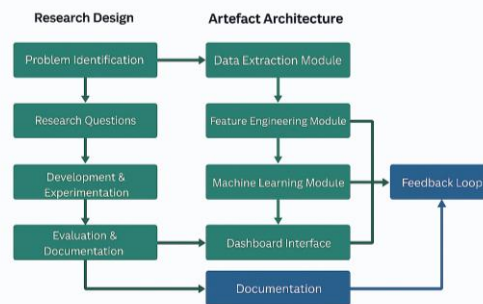 Research Design
Artefact Architecture
Problem Identification
Data Extraction Module
Research Questions
Feature Engineering Module
Development &
Experimentation
Machine Learning Module
Feedback Loop
Evaluation &
Documentation
Dashboard Interface
Documentation